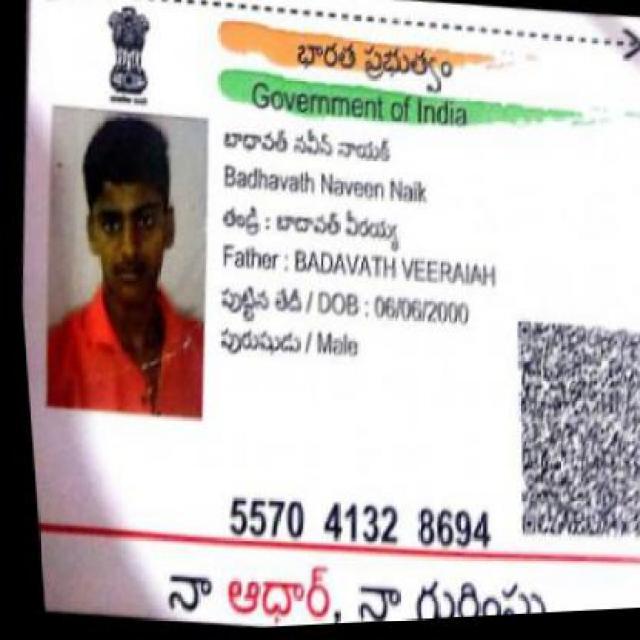 భారత ప్రభుత్వం
Government of India
బాధావత్ నవీన్ నాయక్
Badhavath Naveen Naik
తండ్రి : బాదావత్ వీరయ్య
Father : BADAVATH VEERAIAH
పుట్టిన తేదీ / DOB : 06/06/2000
పురుషుడు / Male
5570 4132 8694
నా ఆధార్, నా గుర్తింపు